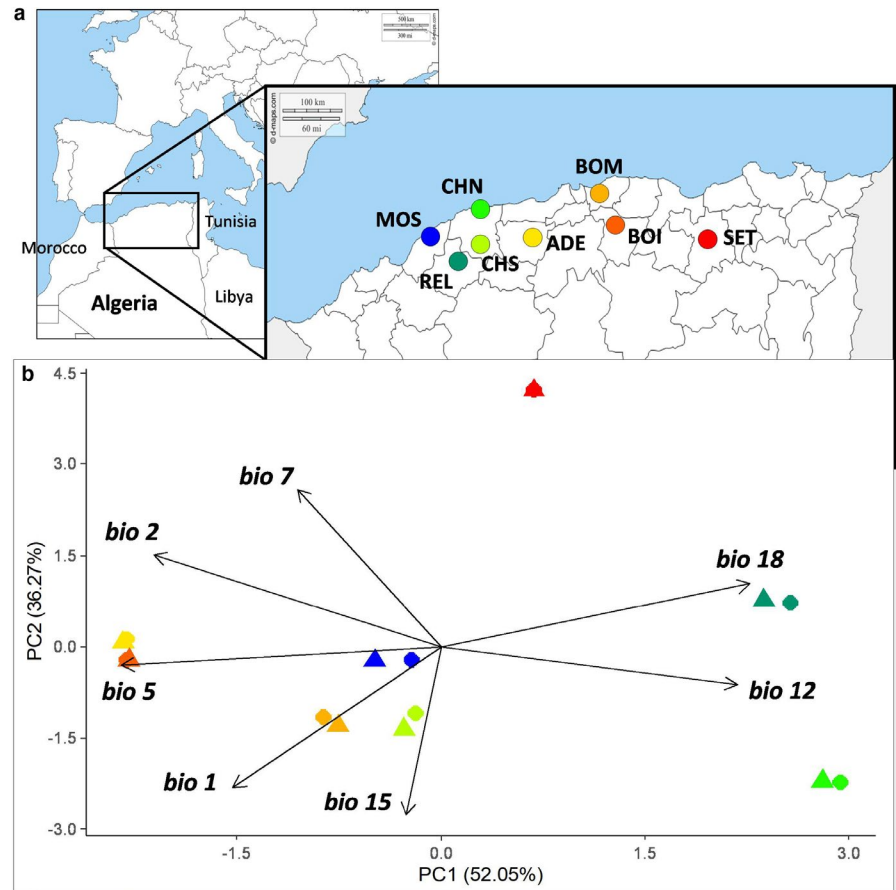 a
500 km
300 mi
© d-maps.com
Morocco
Algeria
Tunisia
Libya
100 km
60 mi
© d-maps.com
BOM
CHN
MOS
ADE
BOI
SET
CHS
REL
b
4.5
3.0
1.5
0.0
-1.5
-3.0
PC2 (36.27%)
bio 7
bio 2
bio 18
bio 5
bio 12
bio 1
bio 15
-1.5
0.0
1.5
3.0
PC1 (52.05%)